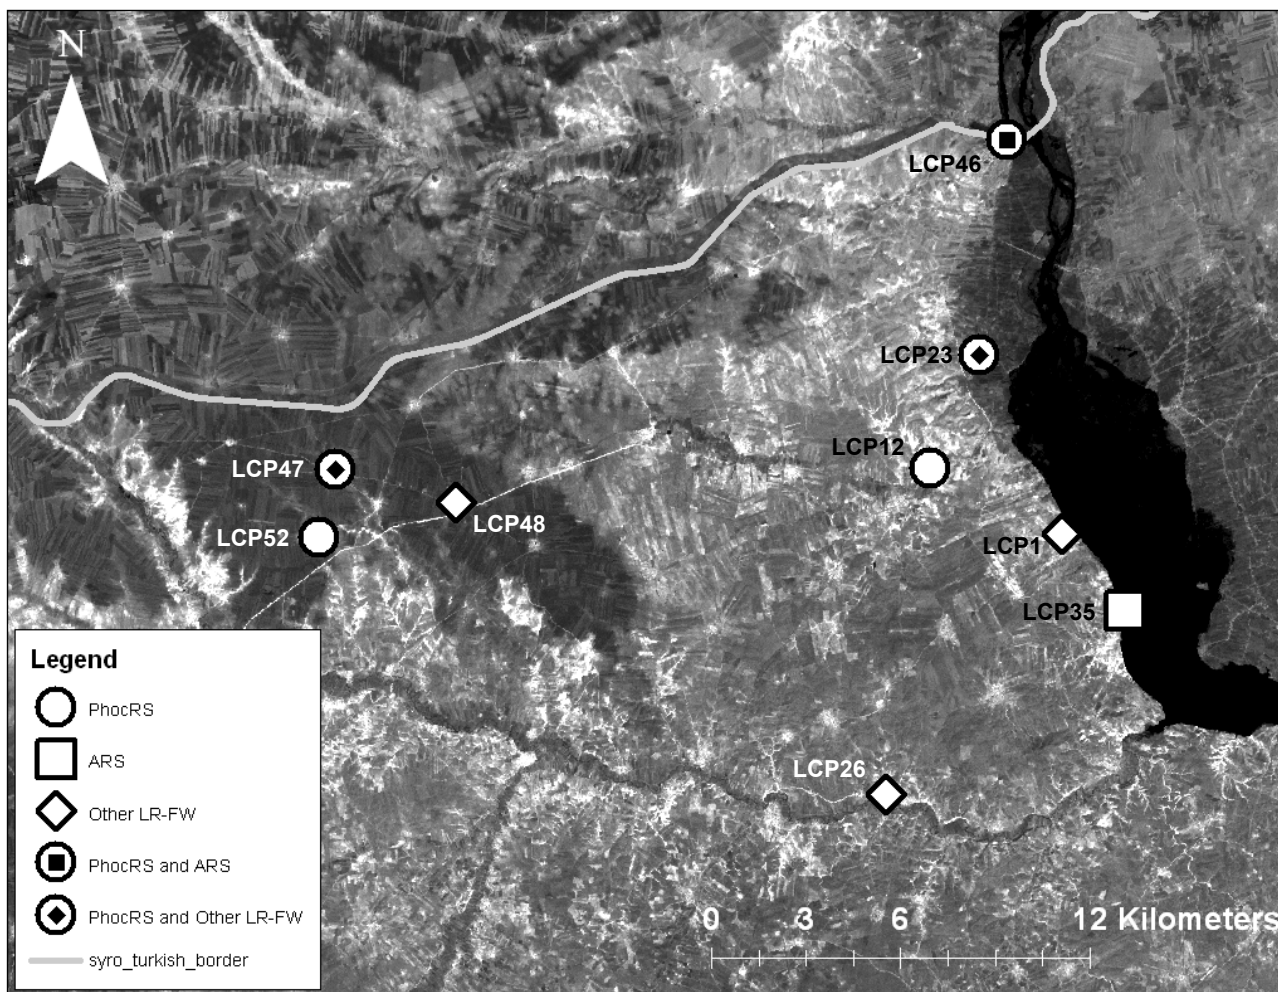 N
LCP46
LCP23
LCP12
LCP47
LCP48
LCP52
LCP1
LCP35
LCP26
Legend
PhocRS
ARS
Other LR-FW
PhocRS and ARS
PhocRS and Other LR-FW
syro_turkish_border
0 3 6 12 Kilometers